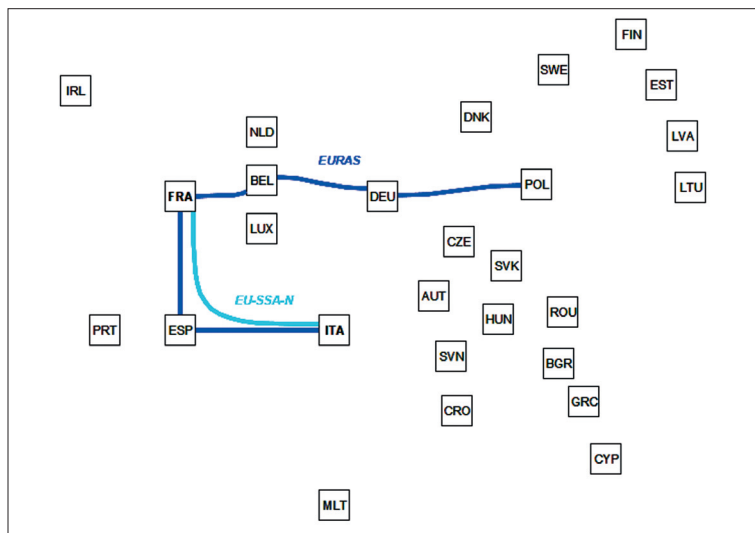 FIN
SWE
EST
IRL
DNK
NLD
LVA
EURAS
BEL
POL
LTU
FRA
DEU
LUX
CZE
SVK
AUT
EU-SSA-N
ROU
HUN
PRT
ESP
ITA
SVN
BGR
GRC
CRO
CYP
MLT